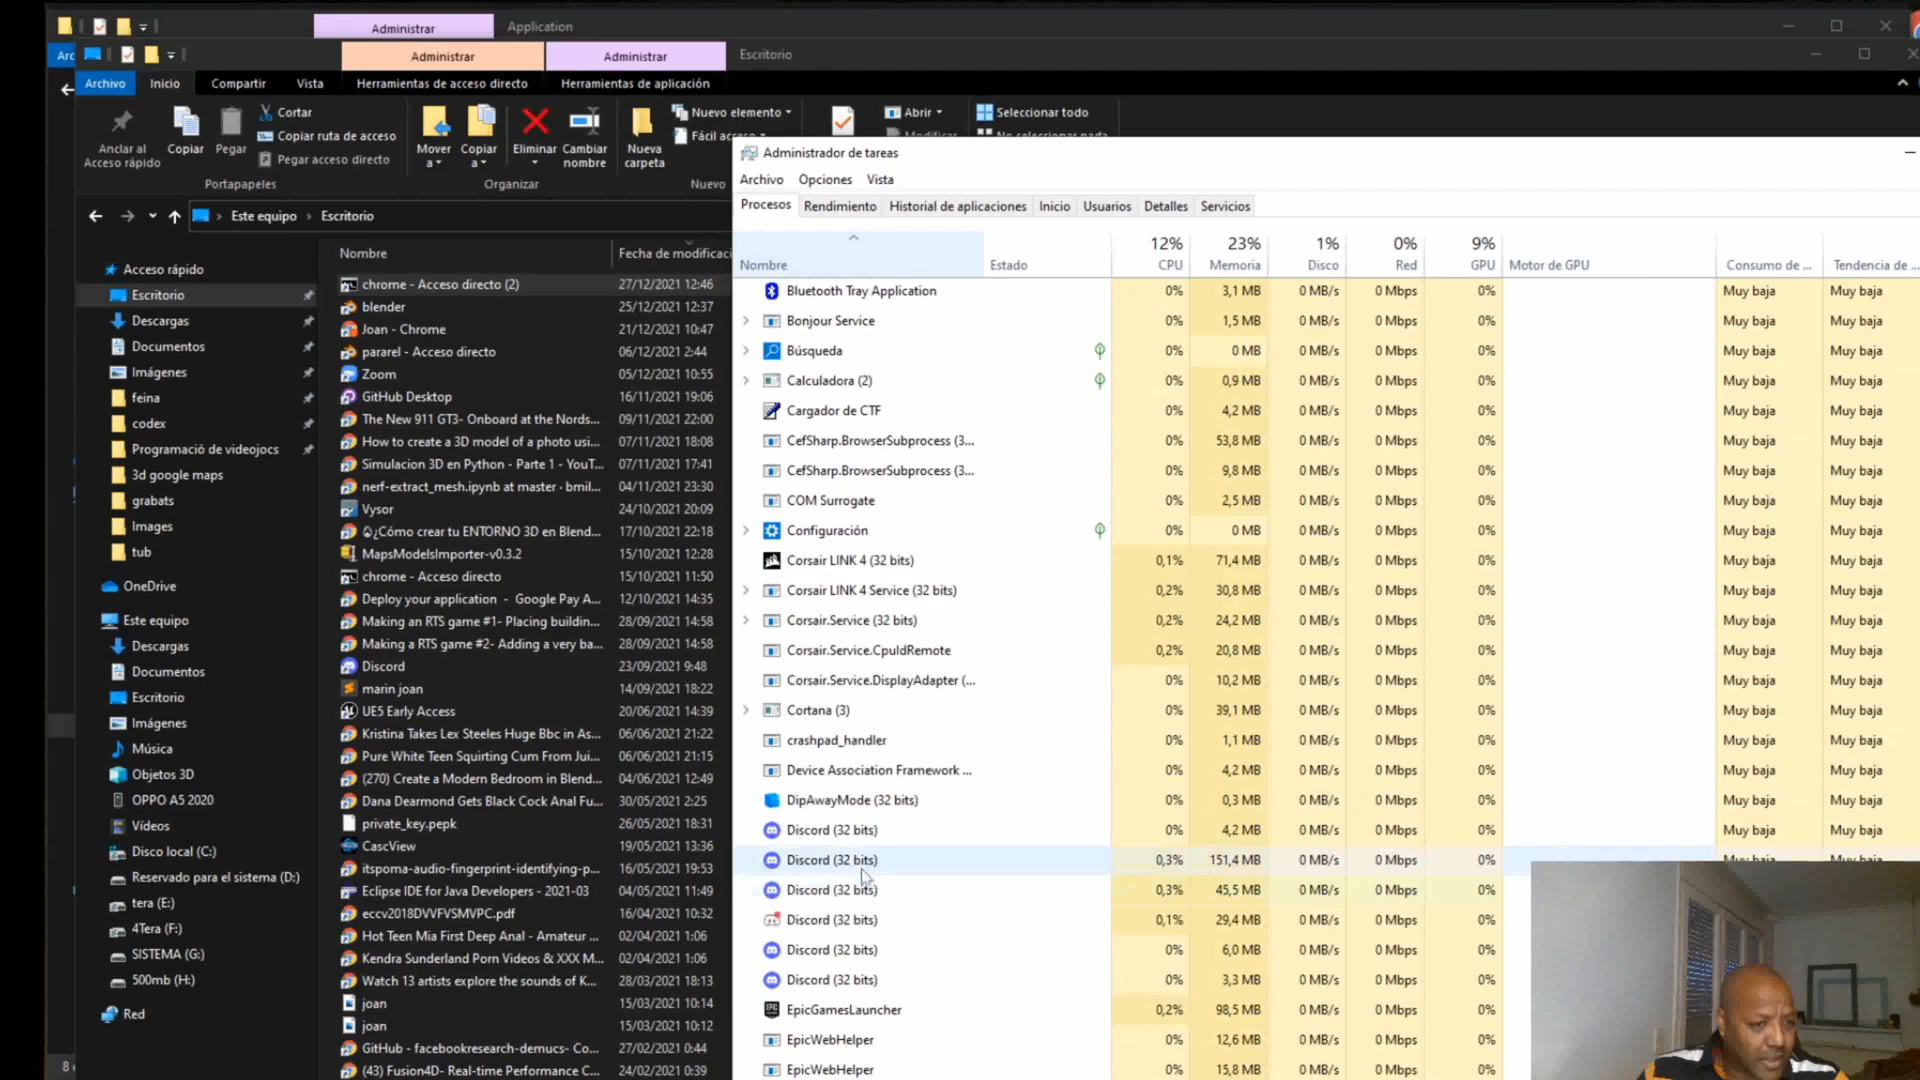 Administrar
Application
Arc
Administrar
Administrar
Escritorio
Archivo
Inicio
Compartir
Vista
Herramientas de acceso directo
Herramientas de aplicación
Anclar al
Acceso rápido
Copiar
Pegar
Cortar
Copiar ruta de acceso
Pegar acceso directo
Mover
a
Copiar
a
Eliminar
Cambiar
nombre
Nueva
carpeta
Nuevo elemento
Fácil acceso
Abrir
Modificar
Seleccionar todo
No seleccionar nada
Portapapeles
Organizar
Nuevo
Este equipo
Escritorio
Acceso rápido
Escritorio
Descargas
Documentos
Imágenes
feina
codex
Programació de videojocs
3d google maps
grabats
Images
tub
OneDrive
Este equipo
Descargas
Documentos
Escritorio
Imágenes
Música
Objetos 3D
OPPO A5 2020
Vídeos
Disco local (C:)
Reservado para el sistema (D:)
tera (E:)
4Tera (F:)
SISTEMA (G:)
500mb (H:)
Red
8
Nombre
Fecha de modificaci
chrome - Acceso directo (2) 27/12/2021 12:46
blender 25/12/2021 12:37
Joan - Chrome 21/12/2021 10:47
pararel - Acceso directo 06/12/2021 2:44
Zoom 05/12/2021 10:55
GitHub Desktop 16/11/2021 19:06
The New 911 GT3- Onboard at the Nords... 09/11/2021 22:00
How to create a 3D model of a photo usi... 07/11/2021 18:08
Simulacion 3D en Python - Parte 1 - YouT... 07/11/2021 17:41
nerf-extract_mesh.ipynb at master · bmil... 04/11/2021 23:30
Vysor 24/10/2021 20:09
¿Cómo crear tu ENTORNO 3D en Blend... 17/10/2021 22:18
MapsModelsImporter-v0.3.2 15/10/2021 12:28
chrome - Acceso directo 15/10/2021 11:50
Deploy your application - Google Pay A... 12/10/2021 14:35
Making an RTS game #1- Placing buildin... 28/09/2021 14:58
Making a RTS game #2- Adding a very ba... 28/09/2021 14:58
Discord 23/09/2021 9:48
marin joan 14/09/2021 18:22
UE5 Early Access 20/06/2021 14:39
Kristina Takes Lex Steeles Huge Bbc in As... 06/06/2021 21:22
Pure White Teen Squirting Cum From Jui... 06/06/2021 21:15
(270) Create a Modern Bedroom in Blend... 04/06/2021 12:49
Dana Dearmond Gets Black Cock Anal Fu... 30/05/2021 2:25
private_key.pepk 26/05/2021 18:31
CascView 19/05/2021 13:36
itspoma-audio-fingerprint-identifying-p... 16/05/2021 19:53
Eclipse IDE for Java Developers - 2021-03 04/05/2021 11:49
eccv2018DVVFVSMVPC.pdf 16/04/2021 10:32
Hot Teen Mia First Deep Anal - Amateur ... 02/04/2021 1:06
Kendra Sunderland Porn Videos & XXX M... 02/04/2021 1:06
Watch 13 artists explore the sounds of K... 28/03/2021 18:13
joan 15/03/2021 10:14
joan 15/03/2021 10:12
GitHub - facebookresearch-demucs- Co... 27/02/2021 0:44
(43) Fusion4D- Real-time Performance C... 24/02/2021 0:39
Administrador de tareas
Archivo Opciones Vista
Procesos Rendimiento Historial de aplicaciones Inicio Usuarios Detalles Servicios
12% 23% 1% 0% 9%
Nombre Estado CPU Memoria Disco Red GPU Motor de GPU Consumo de ... Tendencia de ...
Bluetooth Tray Application 0% 3,1 MB 0 MB/s 0 Mbps 0% Muy baja Muy baja
Bonjour Service 0% 1,5 MB 0 MB/s 0 Mbps 0% Muy baja Muy baja
Búsqueda 0% 0 MB 0 MB/s 0 Mbps 0% Muy baja Muy baja
Calculadora (2) 0% 0,9 MB 0 MB/s 0 Mbps 0% Muy baja Muy baja
Cargador de CTF 0% 4,2 MB 0 MB/s 0 Mbps 0% Muy baja Muy baja
CefSharp.BrowserSubprocess (3... 0% 53,8 MB 0 MB/s 0 Mbps 0% Muy baja Muy baja
CefSharp.BrowserSubprocess (3... 0% 9,8 MB 0 MB/s 0 Mbps 0% Muy baja Muy baja
COM Surrogate 0% 2,5 MB 0 MB/s 0 Mbps 0% Muy baja Muy baja
Configuración 0% 0 MB 0 MB/s 0 Mbps 0% Muy baja Muy baja
Corsair LINK 4 (32 bits) 0,1% 71,4 MB 0 MB/s 0 Mbps 0% Muy baja Muy baja
Corsair LINK 4 Service (32 bits) 0,2% 30,8 MB 0 MB/s 0 Mbps 0% Muy baja Muy baja
Corsair.Service (32 bits) 0,2% 24,2 MB 0 MB/s 0 Mbps 0% Muy baja Muy baja
Corsair.Service.CpuIdRemote 0,2% 20,8 MB 0 MB/s 0 Mbps 0% Muy baja Muy baja
Corsair.Service.DisplayAdapter (... 0% 10,2 MB 0 MB/s 0 Mbps 0% Muy baja Muy baja
Cortana (3) 0% 39,1 MB 0 MB/s 0 Mbps 0% Muy baja Muy baja
crashpad_handler 0% 1,1 MB 0 MB/s 0 Mbps 0% Muy baja Muy baja
Device Association Framework ... 0% 4,2 MB 0 MB/s 0 Mbps 0% Muy baja Muy baja
DipAwayMode (32 bits) 0% 0,3 MB 0 MB/s 0 Mbps 0% Muy baja Muy baja
Discord (32 bits) 0% 4,2 MB 0 MB/s 0 Mbps 0% Muy baja Muy baja
Discord (32 bits) 0,3% 151,4 MB 0 MB/s 0 Mbps 0% Muy baja Muy baja
Discord (32 bits) 0,3% 45,5 MB 0 MB/s 0 Mbps 0%
Discord (32 bits) 0,1% 29,4 MB 0 MB/s 0 Mbps 0%
Discord (32 bits) 0% 6,0 MB 0 MB/s 0 Mbps 0%
Discord (32 bits) 0% 3,3 MB 0 MB/s 0 Mbps 0%
EpicGamesLauncher 0,2% 98,5 MB 0 MB/s 0 Mbps 0%
EpicWebHelper 0% 12,6 MB 0 MB/s 0 Mbps 0%
EpicWebHelper 0% 15,8 MB 0 MB/s 0 Mbps 0%